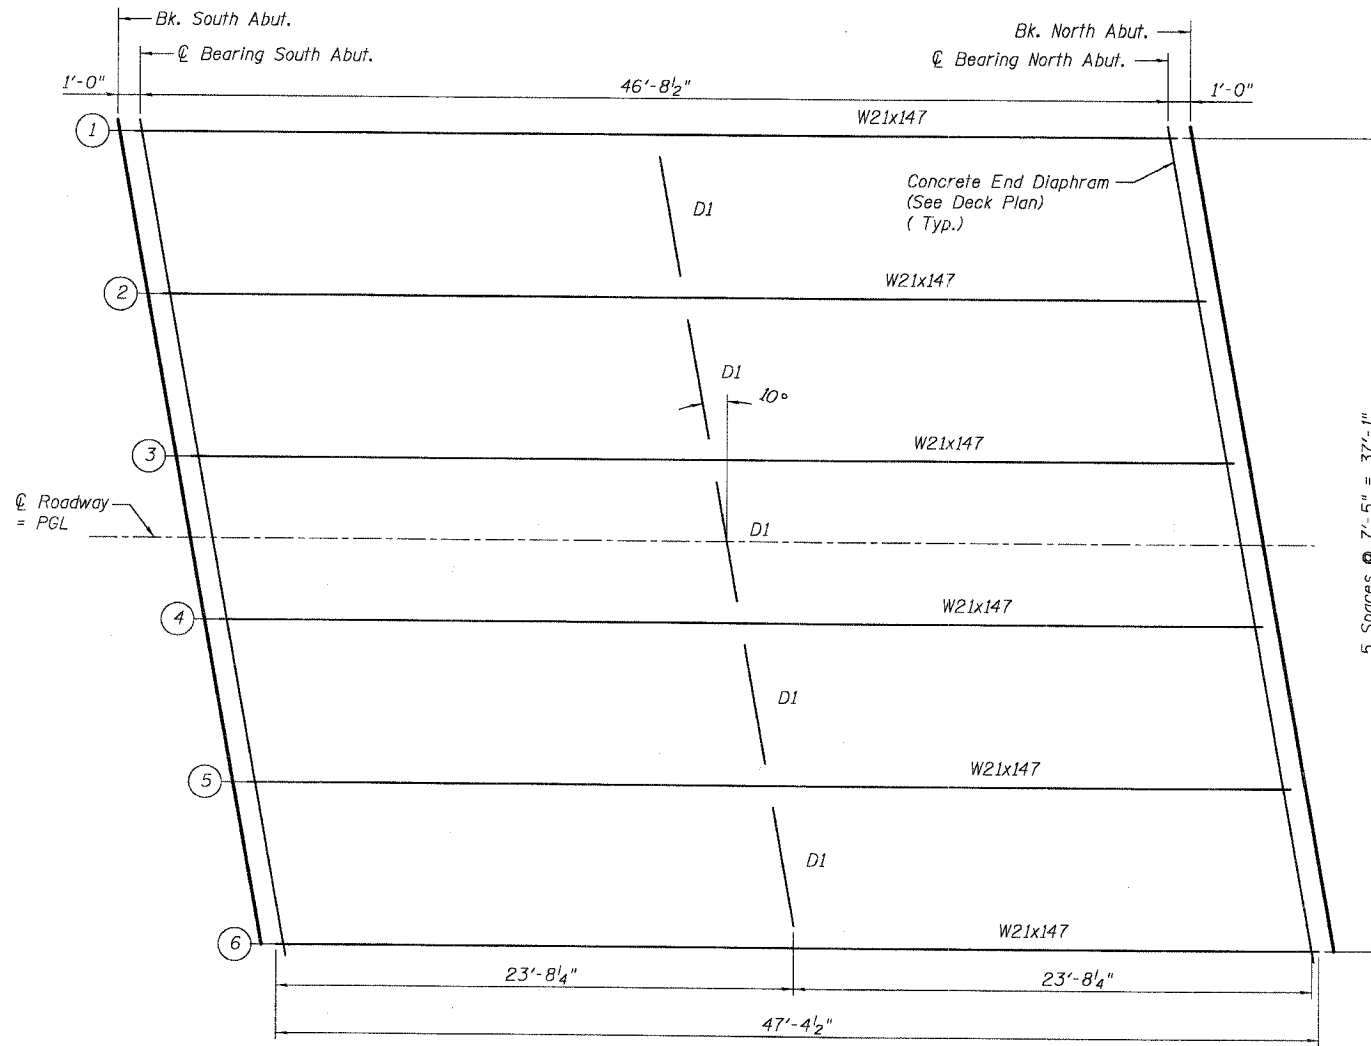 Bk. South Abut.
℄ Bearing South Abut.
Bk. North Abut.
℄ Bearing North Abut.
1'-0"
46'-8½"
1'-0"
1
W21x147
Concrete End Diaphram
(See Deck Plan)
( Typ.)
D1
2
W21x147
D1
10°
3
W21x147
℄ Roadway
= PGL
D1
5 Spaces @ 7'-5" = 37'-1"
4
W21x147
D1
5
W21x147
D1
6
W21x147
23'-8¼"
23'-8¼"
47'-4½"